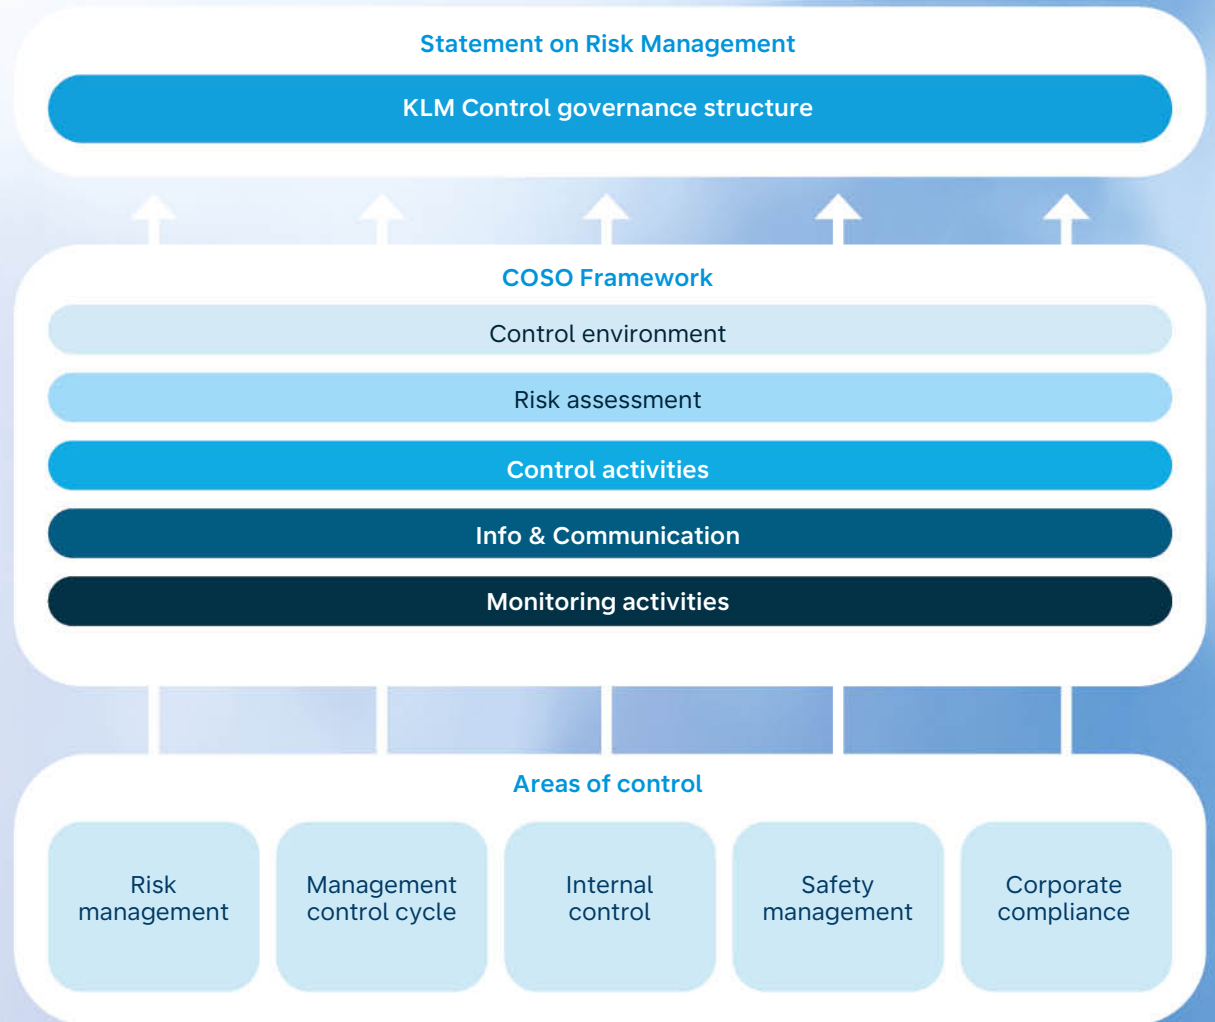 Statement on Risk Management
KLM Control governance structure
COSO Framework
Control environment
Risk assessment
Control activities
Info & Communication
Monitoring activities
Areas of control
Risk
management
Management
control cycle
Internal
control
Safety
management
Corporate
compliance